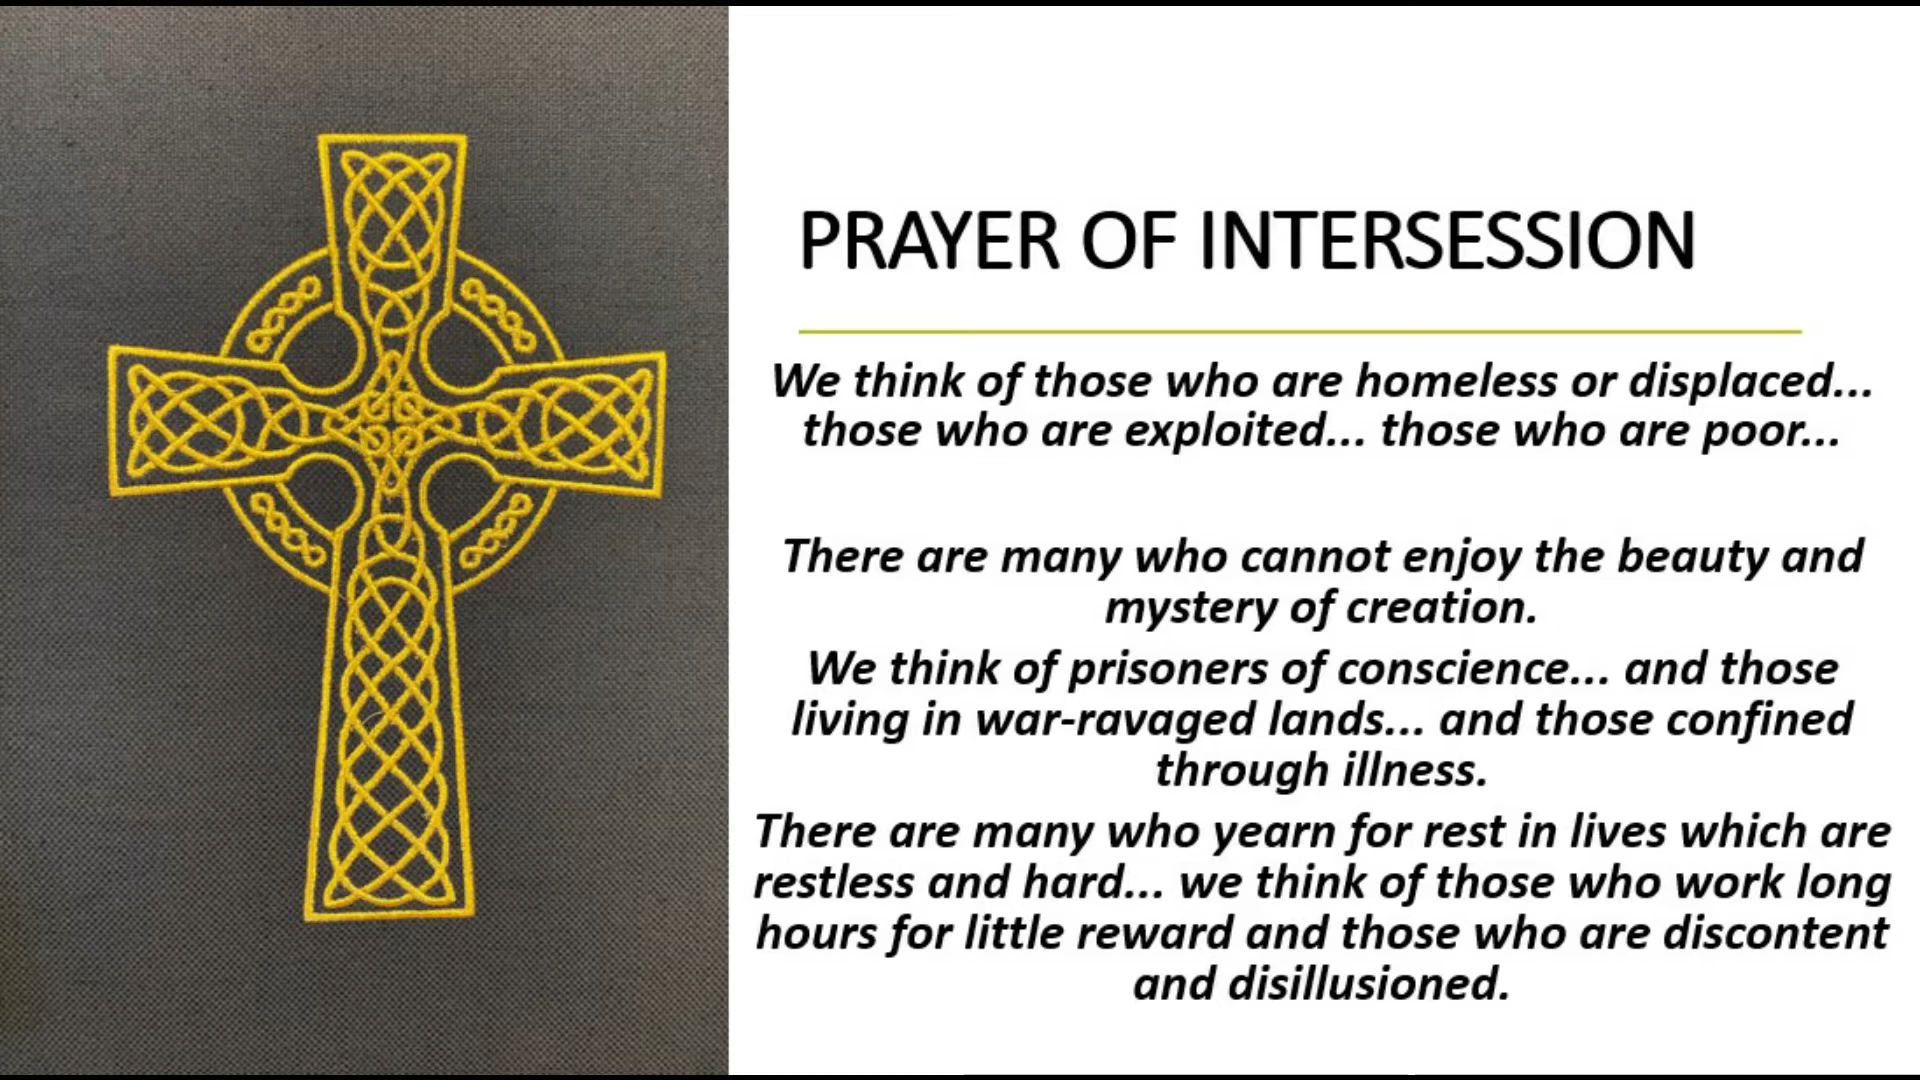 PRAYER OF INTERSESSION
We think of those who are homeless or displaced...
those who are exploited... those who are poor...
There are many who cannot enjoy the beauty and
mystery of creation.
We think of prisoners of conscience... and those
living in war-ravaged lands... and those confined
through illness.
There are many who yearn for rest in lives which are
restless and hard... we think of those who work long
hours for little reward and those who are discontent
and disillusioned.